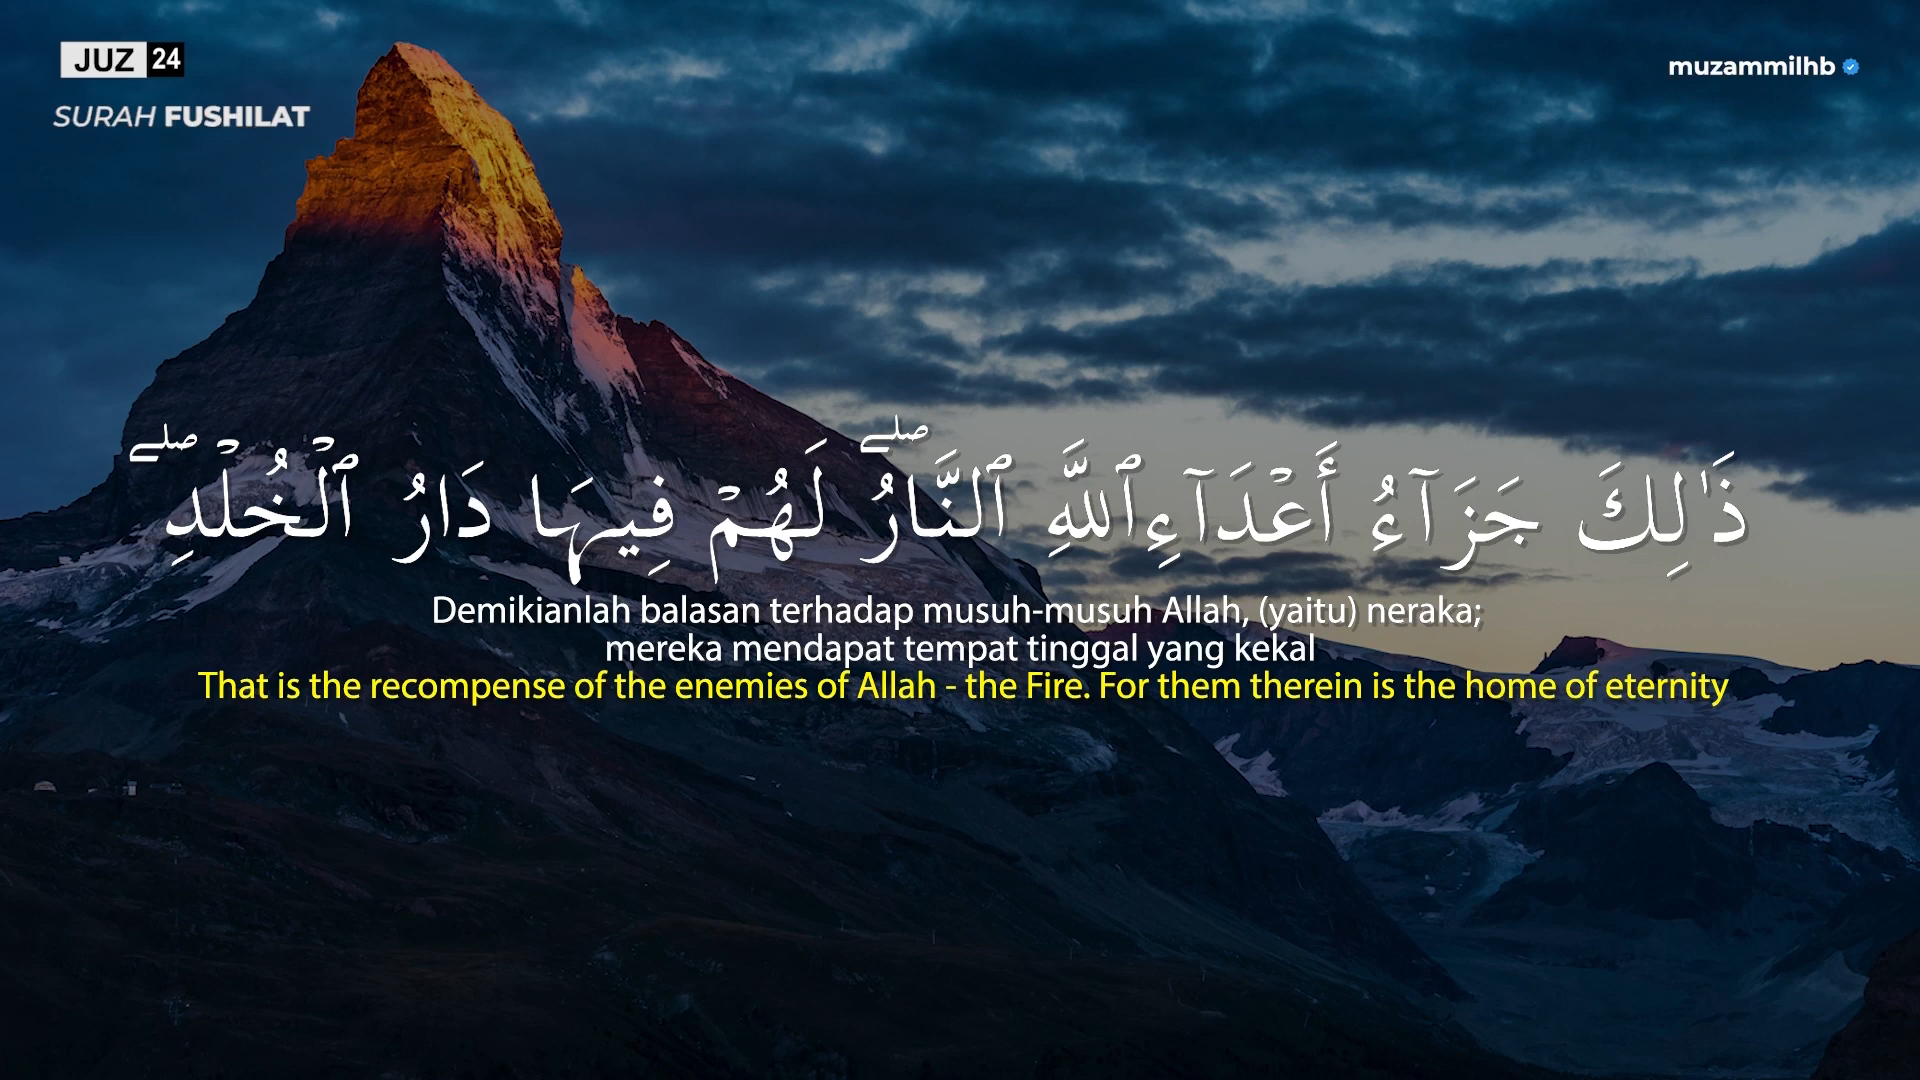 JUZ 24
SURAH FUSHILAT
muzammilhb
ذَٰلِكَ جَزَآءُ أَعْدَآءِ ٱللَّهِ ٱلنَّارُ ۖ لَهُمْ فِيهَا دَارُ ٱلْخُلْدِ ۖ
Demikianlah balasan terhadap musuh-musuh Allah, (yaitu) neraka;
mereka mendapat tempat tinggal yang kekal
That is the recompense of the enemies of Allah - the Fire. For them therein is the home of eternity